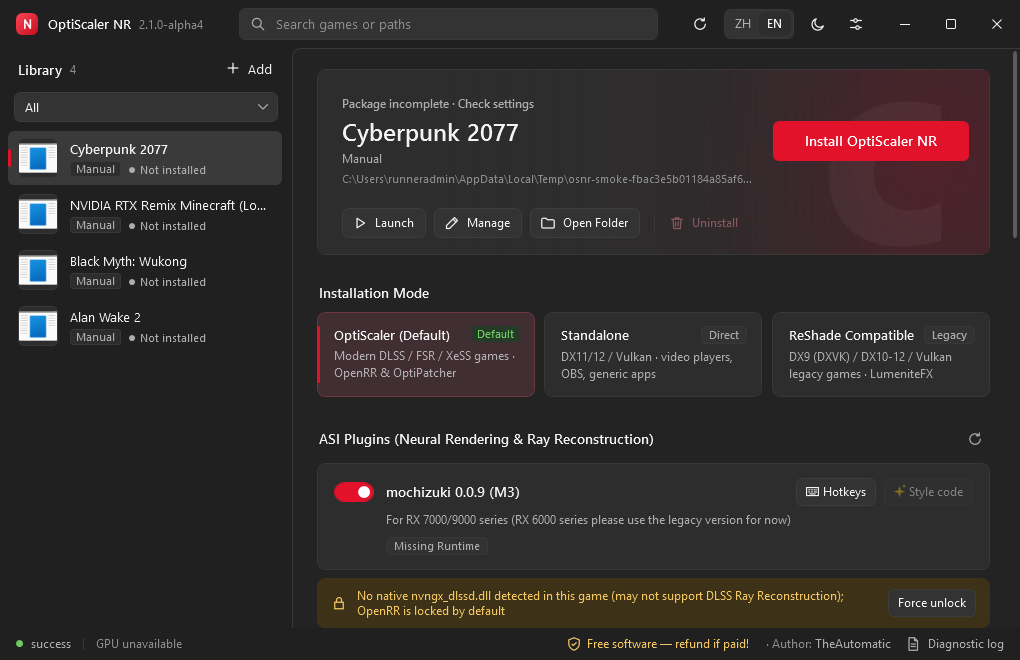 N OptiScaler NR 2.1.0-alpha4
Search games or paths
ZH EN
Library 4
Add
All
Cyberpunk 2077
Manual Not installed
NVIDIA RTX Remix Minecraft (Lo...
Manual Not installed
Black Myth: Wukong
Manual Not installed
Alan Wake 2
Manual Not installed
Package incomplete · Check settings
Cyberpunk 2077
Manual
C:\Users\runneradmin\AppData\Local\Temp\osnr-smoke-fbac3e5b01184a85af6...
C
Install OptiScaler NR
Launch Manage Open Folder Uninstall
Installation Mode
OptiScaler (Default) Default
Modern DLSS / FSR / XeSS games ·
OpenRR & OptiPatcher
Standalone Direct
DX11/12 / Vulkan · video players,
OBS, generic apps
ReShade Compatible Legacy
DX9 (DXVK) / DX10-12 / Vulkan
legacy games · LumeniteFX
ASI Plugins (Neural Rendering & Ray Reconstruction)
mochizuki 0.0.9 (M3)
Hotkeys Style code
For RX 7000/9000 series (RX 6000 series please use the legacy version for now)
Missing Runtime
No native nvngx_dlssd.dll detected in this game (may not support DLSS Ray Reconstruction);
OpenRR is locked by default
Force unlock
success GPU unavailable
Free software — refund if paid! · Author: TheAutomatic Diagnostic log